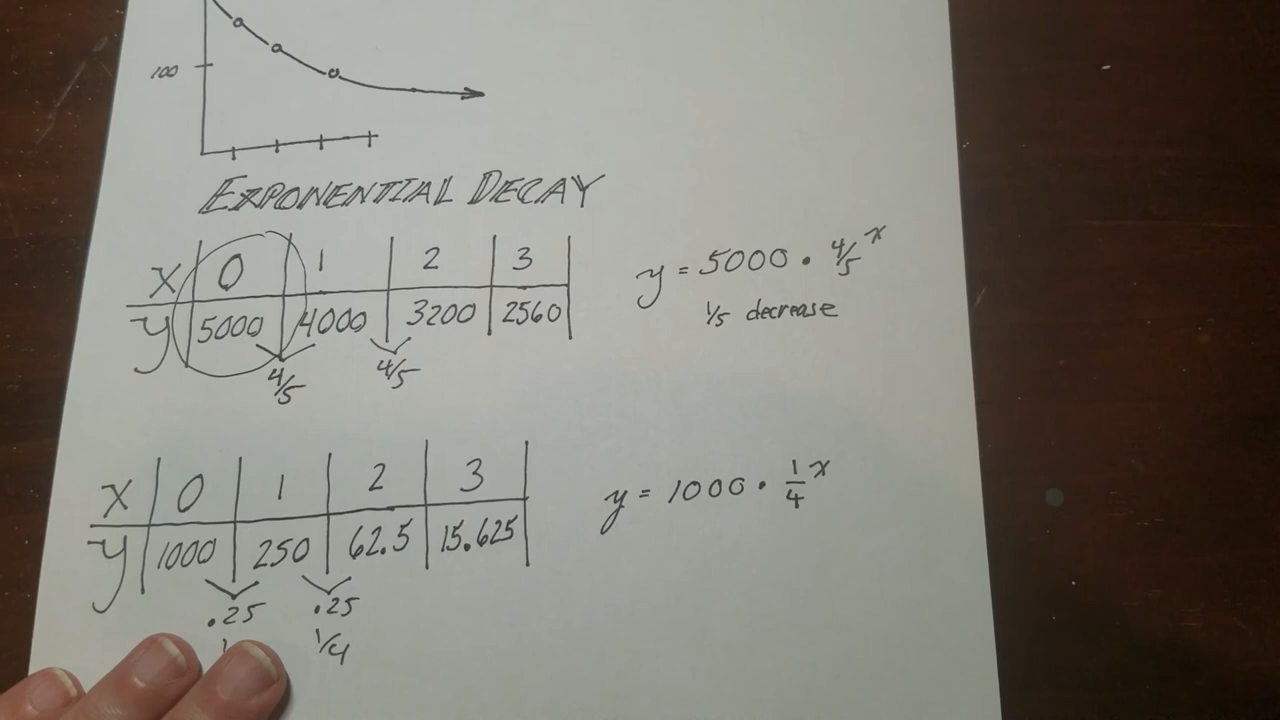 100
EXPONENTIAL DECAY
X 0 1 2 3
y 5000 4000 3200 2560
4/5 4/5
y = 5000 · 4/5^x
1/5 decrease
X 0 1 2 3
y 1000 250 62.5 15.625
.25 .25
1/4
y = 1000 · 1/4^x